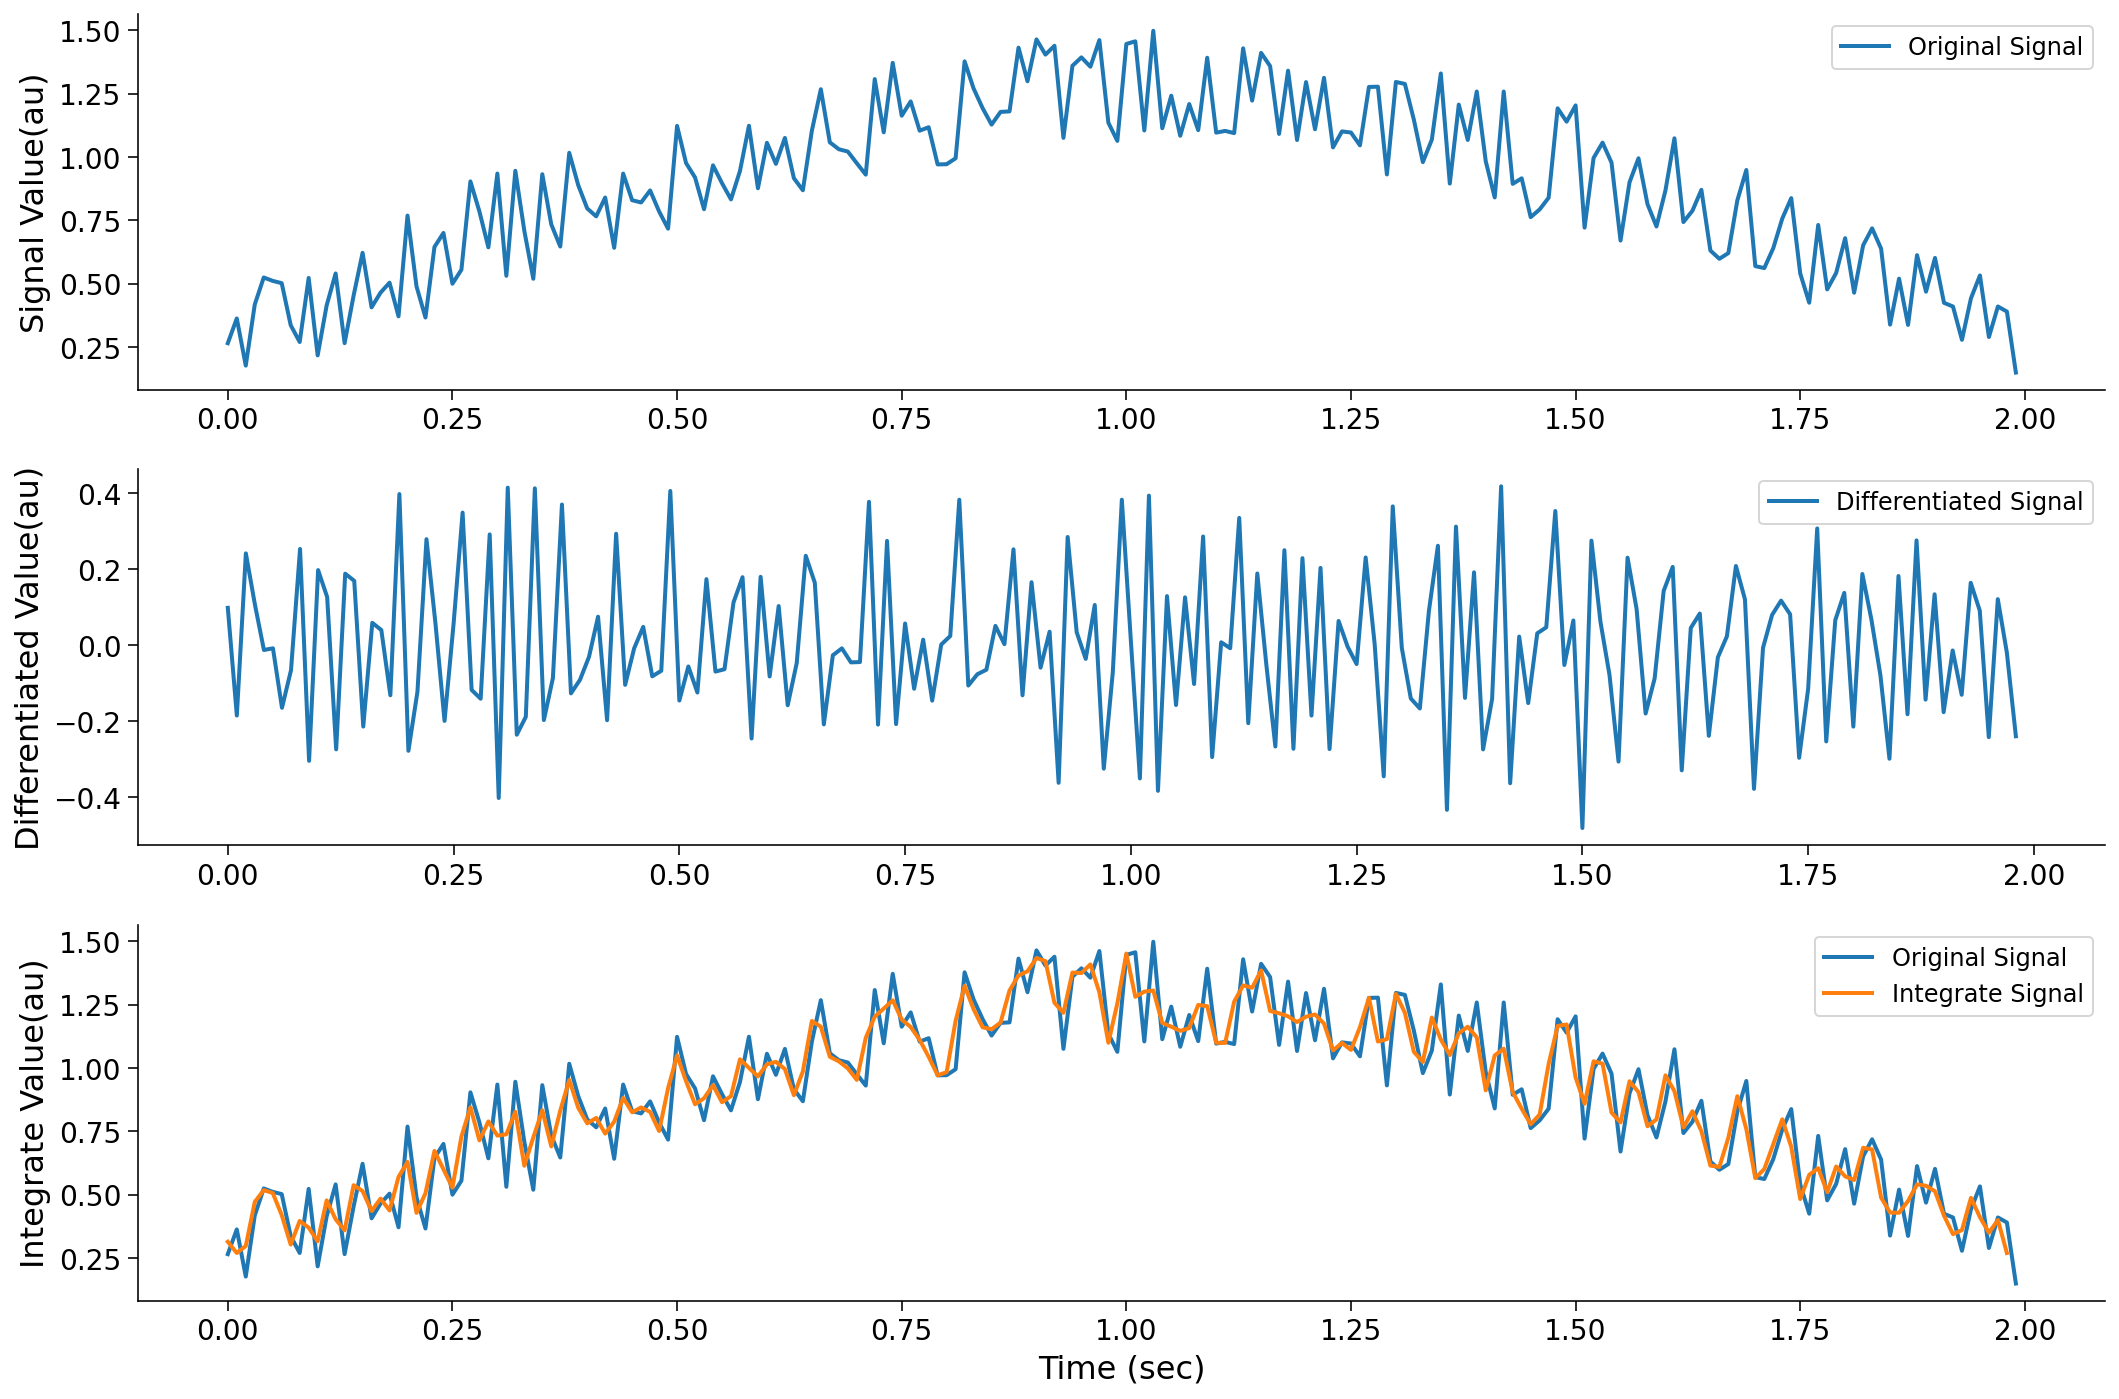 Signal Value(au)
1.50
1.25
1.00
0.75
0.50
0.25
Original Signal
0.00 0.25 0.50 0.75 1.00 1.25 1.50 1.75 2.00
Differentiated Value(au)
0.4
0.2
0.0
−0.2
−0.4
Differentiated Signal
0.00 0.25 0.50 0.75 1.00 1.25 1.50 1.75 2.00
Integrate Value(au)
1.50
1.25
1.00
0.75
0.50
0.25
Original Signal
Integrate Signal
0.00 0.25 0.50 0.75 1.00 1.25 1.50 1.75 2.00
Time (sec)